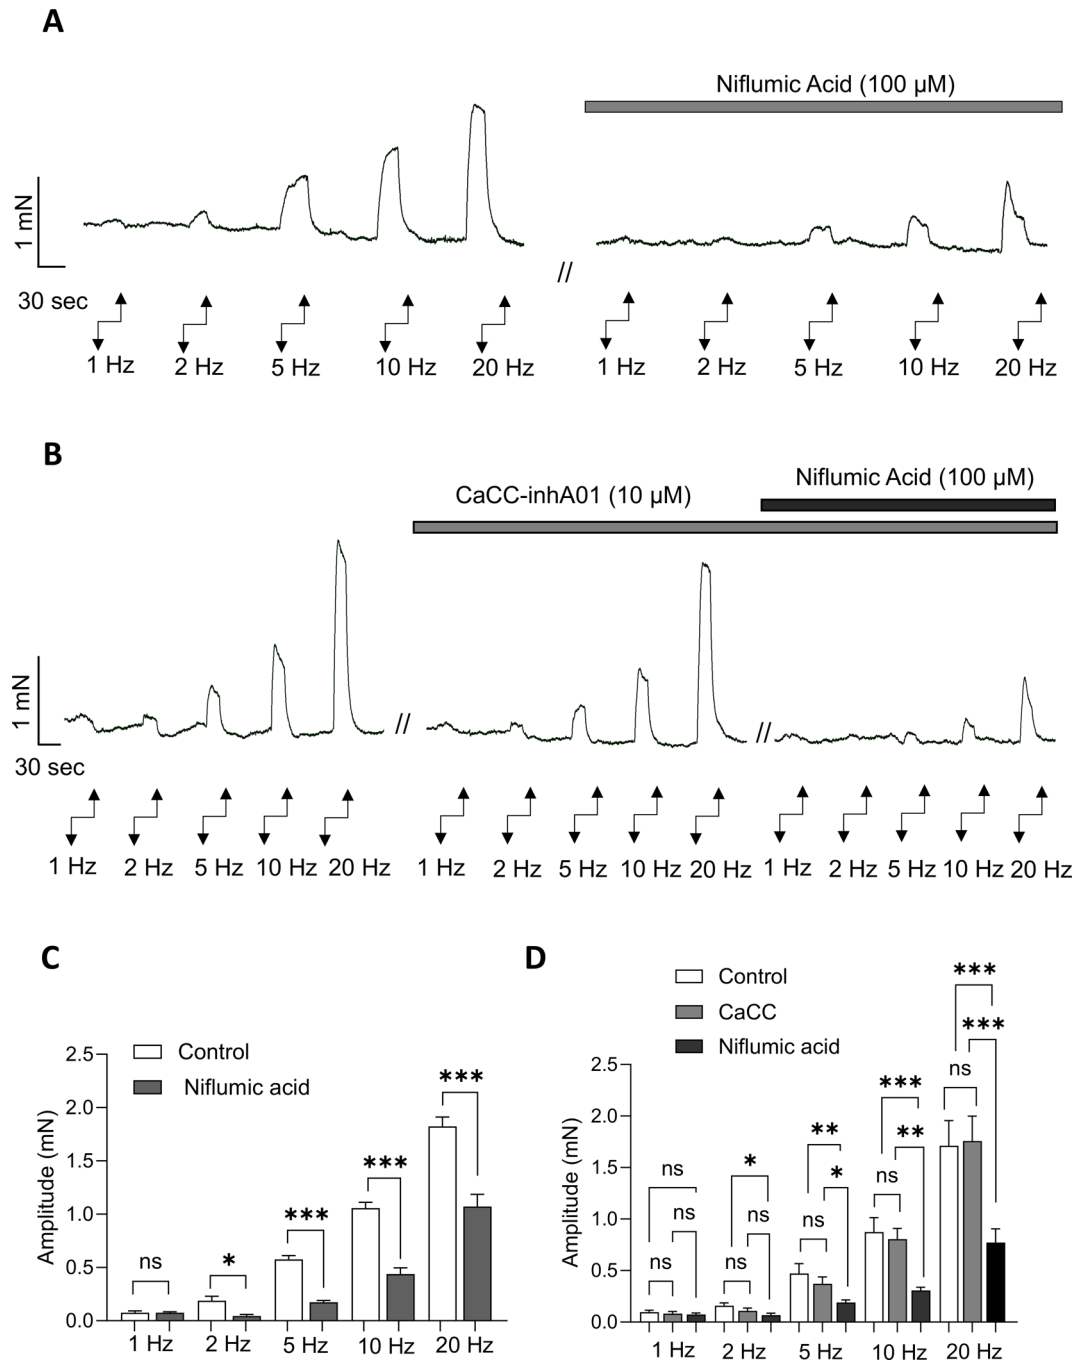 A
Niflumic Acid (100 µM)
1 mN
30 sec
//
1 Hz 2 Hz 5 Hz 10 Hz 20 Hz 1 Hz 2 Hz 5 Hz 10 Hz 20 Hz
B
Niflumic Acid (100 µM)
CaCC-inhA01 (10 µM)
1 mN
// //
30 sec
1 Hz 2 Hz 5 Hz 10 Hz 20 Hz 1 Hz 2 Hz 5 Hz 10 Hz 20 Hz 1 Hz 2 Hz 5 Hz 10 Hz 20 Hz
C
Control
Niflumic acid
Amplitude (mN)
2.5
2.0
1.5
1.0
0.5
0.0
ns
*
***
***
***
1 Hz 2 Hz 5 Hz 10 Hz 20 Hz
D
Control
CaCC
Niflumic acid
Amplitude (mN)
2.5
2.0
1.5
1.0
0.5
0.0
ns
ns
ns
*
ns
ns
**
*
ns
***
**
ns
***
***
ns
1 Hz 2 Hz 5 Hz 10 Hz 20 Hz